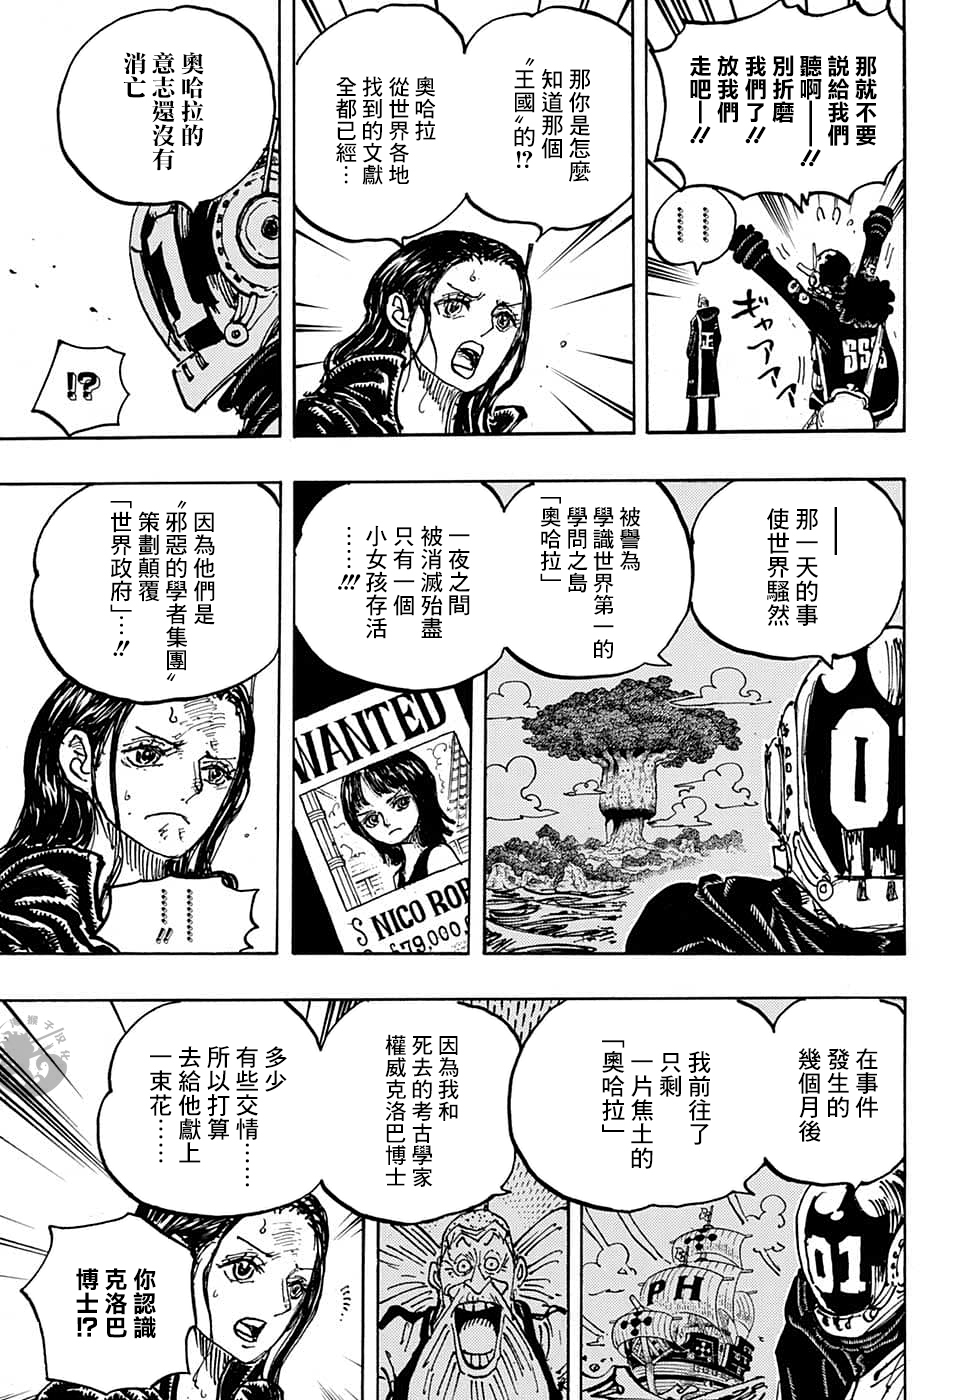 那就不要
說給我們
聽啊——!!
別折磨
我們了!!
放我們
走吧——!!
……
……
正
SSS
ギャアアア
那你是怎麼
知道那個
〝王國〞的!?
奧哈拉
從世界各地
找到的文獻
全都已經…
奧哈拉的
意志還沒有
消亡
!?
——
那一天的事
使世界騷然
被譽為
學識世界第一的
學問之島
「奧哈拉」
一夜之間
被消滅殆盡
只有一個
小女孩存活
……!!!
01
WANTED
NICO ROB
79,000,
因為他們是
〝邪惡的學者集團〞
策劃顛覆
「世界政府」…!!
………
………!!
在事件
發生的
幾個月後
我前往了
只剩
一片焦土的
「奧哈拉」
01
PH
因為我和
死去的考古學家
權威克洛巴博士
多少
有些交情……
所以打算
去給他獻上
一束花……
你認識
克洛巴
博士!?